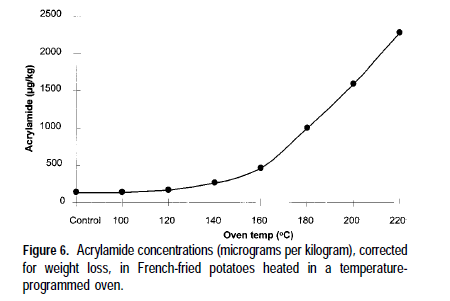 2500
2000
1500
1000
500
0
Acrylamide (µg/kg)
Control 100 120 140 160 180 200 220
Oven temp (ºC)
Figure 6. Acrylamide concentrations (micrograms per kilogram), corrected
for weight loss, in French-fried potatoes heated in a temperature-
programmed oven.